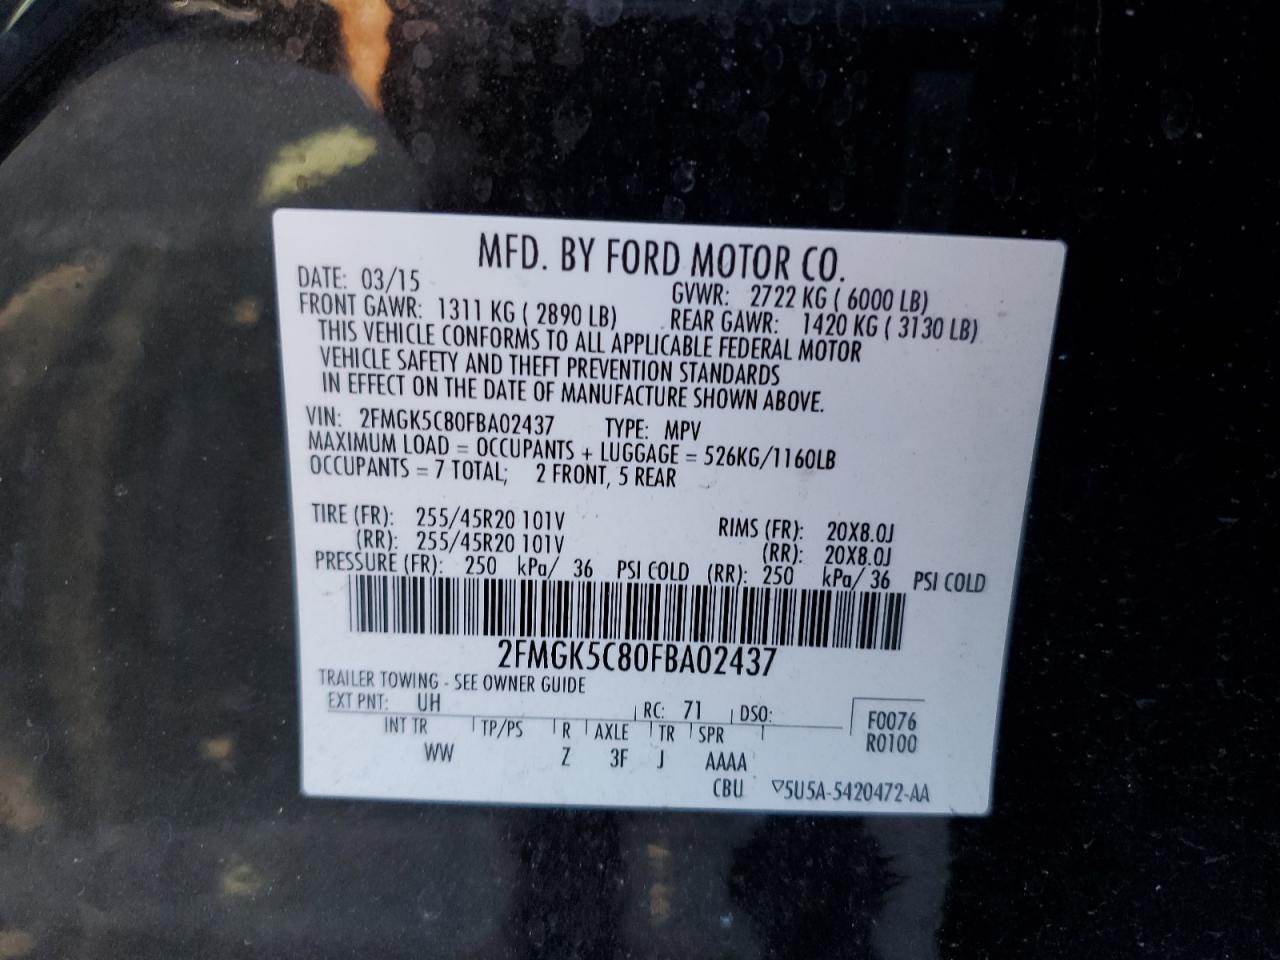 MFD. BY FORD MOTOR CO.
DATE: 03/15 GVWR: 2722 KG ( 6000 LB)
FRONT GAWR: 1311 KG ( 2890 LB) REAR GAWR: 1420 KG ( 3130 LB)
THIS VEHICLE CONFORMS TO ALL APPLICABLE FEDERAL MOTOR
VEHICLE SAFETY AND THEFT PREVENTION STANDARDS
IN EFFECT ON THE DATE OF MANUFACTURE SHOWN ABOVE.
VIN: 2FMGK5C80FBA02437 TYPE: MPV
MAXIMUM LOAD = OCCUPANTS + LUGGAGE = 526KG/1160LB
OCCUPANTS = 7 TOTAL; 2 FRONT, 5 REAR
TIRE (FR): 255/45R20 101V RIMS (FR): 20X8.0J
(RR): 255/45R20 101V (RR): 20X8.0J
PRESSURE (FR): 250 kPa/ 36 PSI COLD (RR): 250 kPa/ 36 PSI COLD
2FMGK5C80FBA02437
TRAILER TOWING - SEE OWNER GUIDE
EXT PNT: UH RC: 71 DSO: F0076
INT TR TP/PS R AXLE TR SPR R0100
WW Z 3F J AAAA
CBU ▽5U5A-5420472-AA